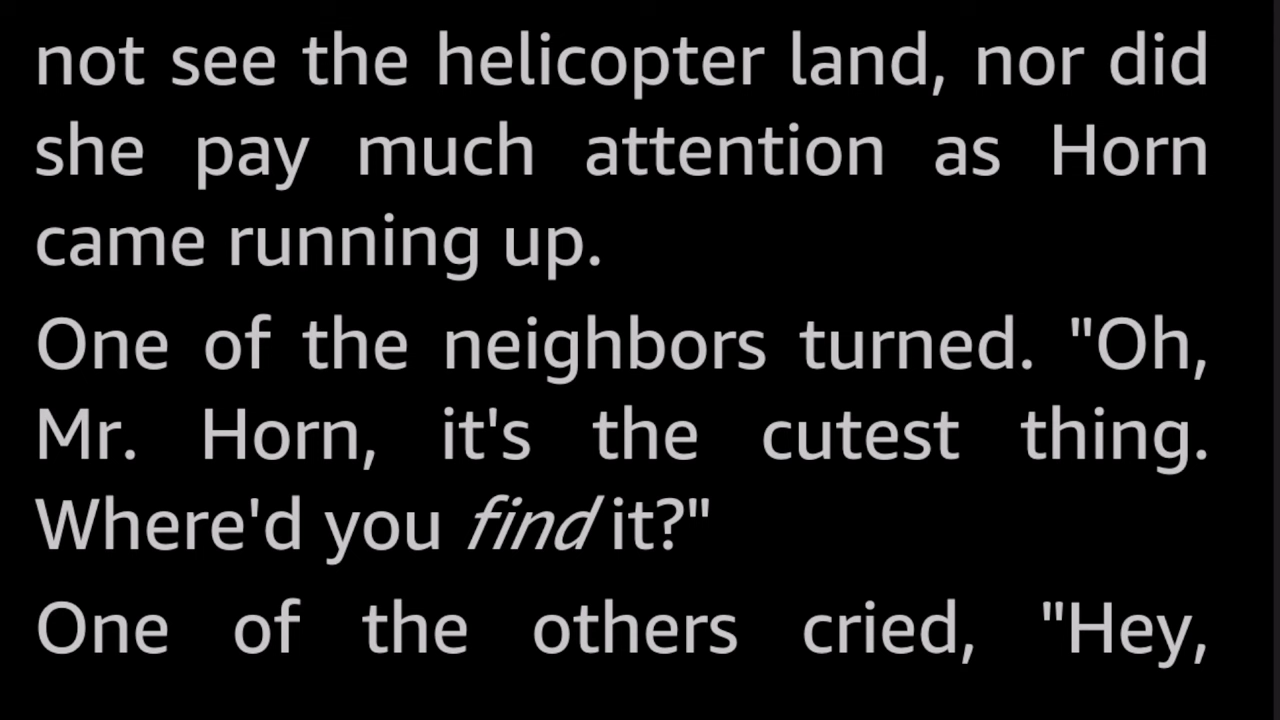 not see the helicopter land, nor did
she pay much attention as Horn
came running up.
One of the neighbors turned. "Oh,
Mr. Horn, it's the cutest thing.
Where'd you find it?"
One of the others cried, "Hey,